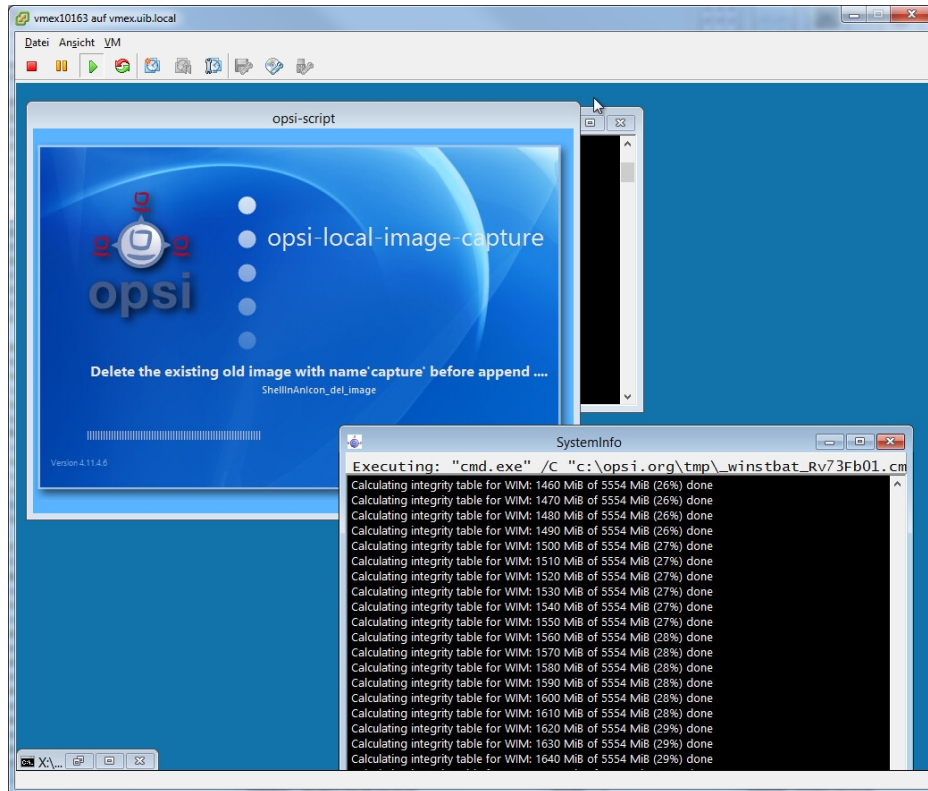 vmex10163 auf vmex.uib.local
Datei Ansicht VM
opsi-script
opsi-local-image-capture
opsi
Delete the existing old image with name'capture' before append ....
ShellInAnIcon_del_image
Version 4.11.4.6
SystemInfo
Executing: "cmd.exe" /C "c:\opsi.org\tmp\_winstbat_Rv73Fb01.cm
Calculating integrity table for WIM: 1460 MiB of 5554 MiB (26%) done
Calculating integrity table for WIM: 1470 MiB of 5554 MiB (26%) done
Calculating integrity table for WIM: 1480 MiB of 5554 MiB (26%) done
Calculating integrity table for WIM: 1490 MiB of 5554 MiB (26%) done
Calculating integrity table for WIM: 1500 MiB of 5554 MiB (27%) done
Calculating integrity table for WIM: 1510 MiB of 5554 MiB (27%) done
Calculating integrity table for WIM: 1520 MiB of 5554 MiB (27%) done
Calculating integrity table for WIM: 1530 MiB of 5554 MiB (27%) done
Calculating integrity table for WIM: 1540 MiB of 5554 MiB (27%) done
Calculating integrity table for WIM: 1550 MiB of 5554 MiB (27%) done
Calculating integrity table for WIM: 1560 MiB of 5554 MiB (28%) done
Calculating integrity table for WIM: 1570 MiB of 5554 MiB (28%) done
Calculating integrity table for WIM: 1580 MiB of 5554 MiB (28%) done
Calculating integrity table for WIM: 1590 MiB of 5554 MiB (28%) done
Calculating integrity table for WIM: 1600 MiB of 5554 MiB (28%) done
Calculating integrity table for WIM: 1610 MiB of 5554 MiB (28%) done
Calculating integrity table for WIM: 1620 MiB of 5554 MiB (29%) done
Calculating integrity table for WIM: 1630 MiB of 5554 MiB (29%) done
Calculating integrity table for WIM: 1640 MiB of 5554 MiB (29%) done
X:\...